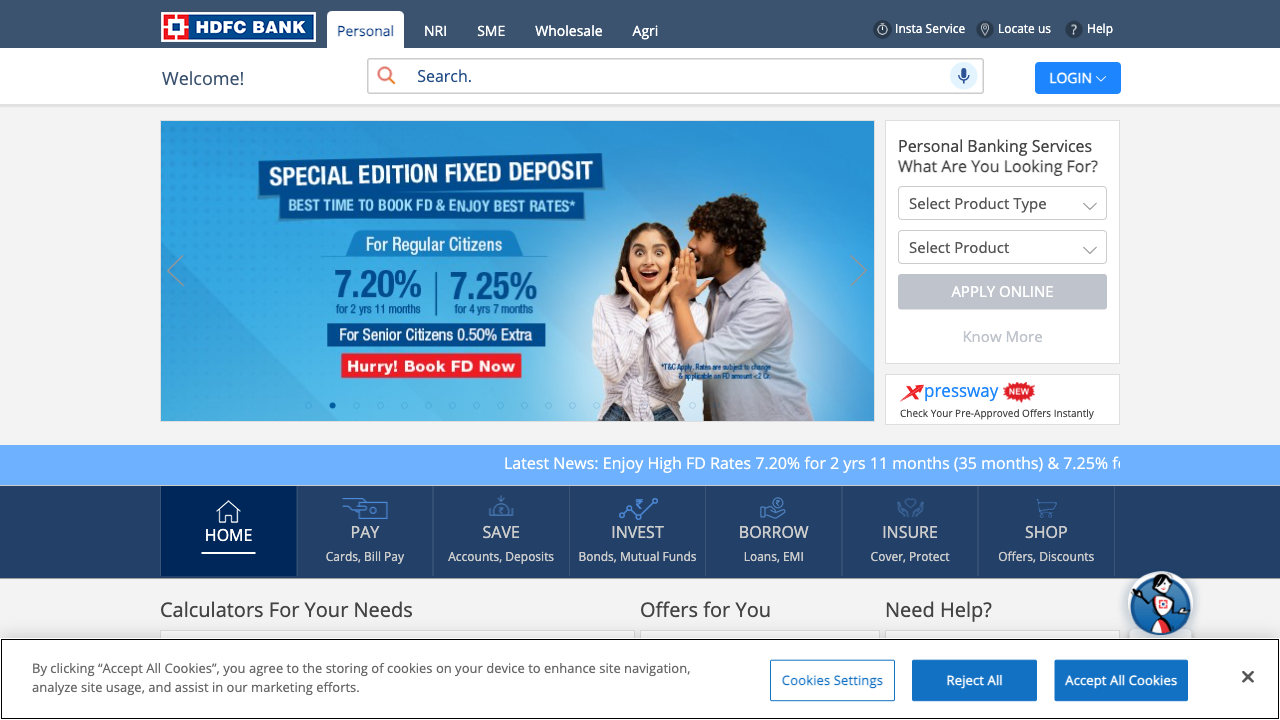 HDFC BANK
Personal
NRI
SME
Wholesale
Agri
Insta Service
Locate us
? Help
Welcome!
Search.
LOGIN
SPECIAL EDITION FIXED DEPOSIT
BEST TIME TO BOOK FD & ENJOY BEST RATES*
For Regular Citizens
7.20%
for 2 yrs 11 months
7.25%
for 4 yrs 7 months
For Senior Citizens 0.50% Extra
Hurry! Book FD Now
*T&C Apply. Rates are subject to change
& applicable on FD amount < 2 Cr.
Personal Banking Services
What Are You Looking For?
Select Product Type
Select Product
APPLY ONLINE
Know More
Xpressway NEW
Check Your Pre-Approved Offers Instantly
Latest News: Enjoy High FD Rates 7.20% for 2 yrs 11 months (35 months) & 7.25% fo
HOME
PAY
Cards, Bill Pay
SAVE
Accounts, Deposits
INVEST
Bonds, Mutual Funds
BORROW
Loans, EMI
INSURE
Cover, Protect
SHOP
Offers, Discounts
Calculators For Your Needs
Offers for You
Need Help?
By clicking “Accept All Cookies”, you agree to the storing of cookies on your device to enhance site navigation,
analyze site usage, and assist in our marketing efforts.
Cookies Settings
Reject All
Accept All Cookies